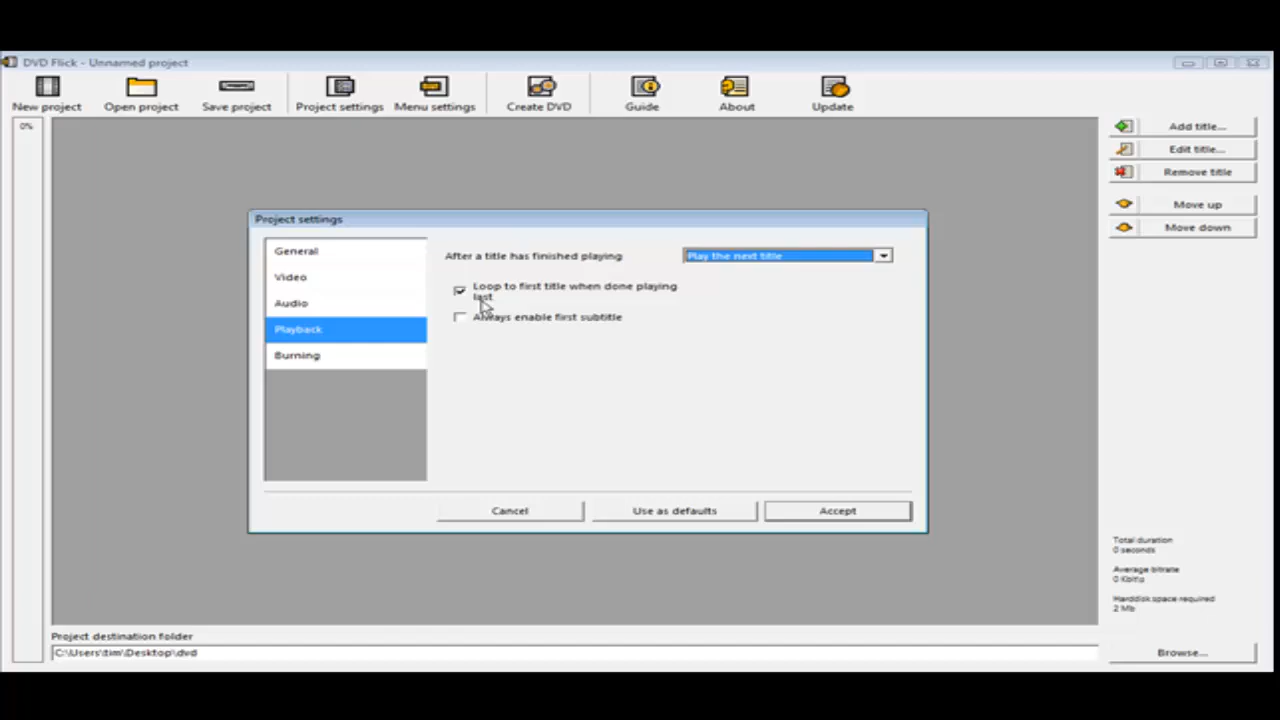 DVD Flick - Unnamed project
New project Open project Save project Project settings Menu settings Create DVD Guide About Update
0%
Add title...
Edit title...
Remove title
Move up
Move down
Project settings
General
Video
Audio
Playback
Burning
After a title has finished playing Play the next title
Loop to first title when done playing
last
Always enable first subtitle
Cancel Use as defaults Accept
Total duration
0 seconds
Average bitrate
0 Kbit\s
Harddisk space required
2 Mb
Project destination folder
C:\Users\tim\Desktop\dvd
Browse...